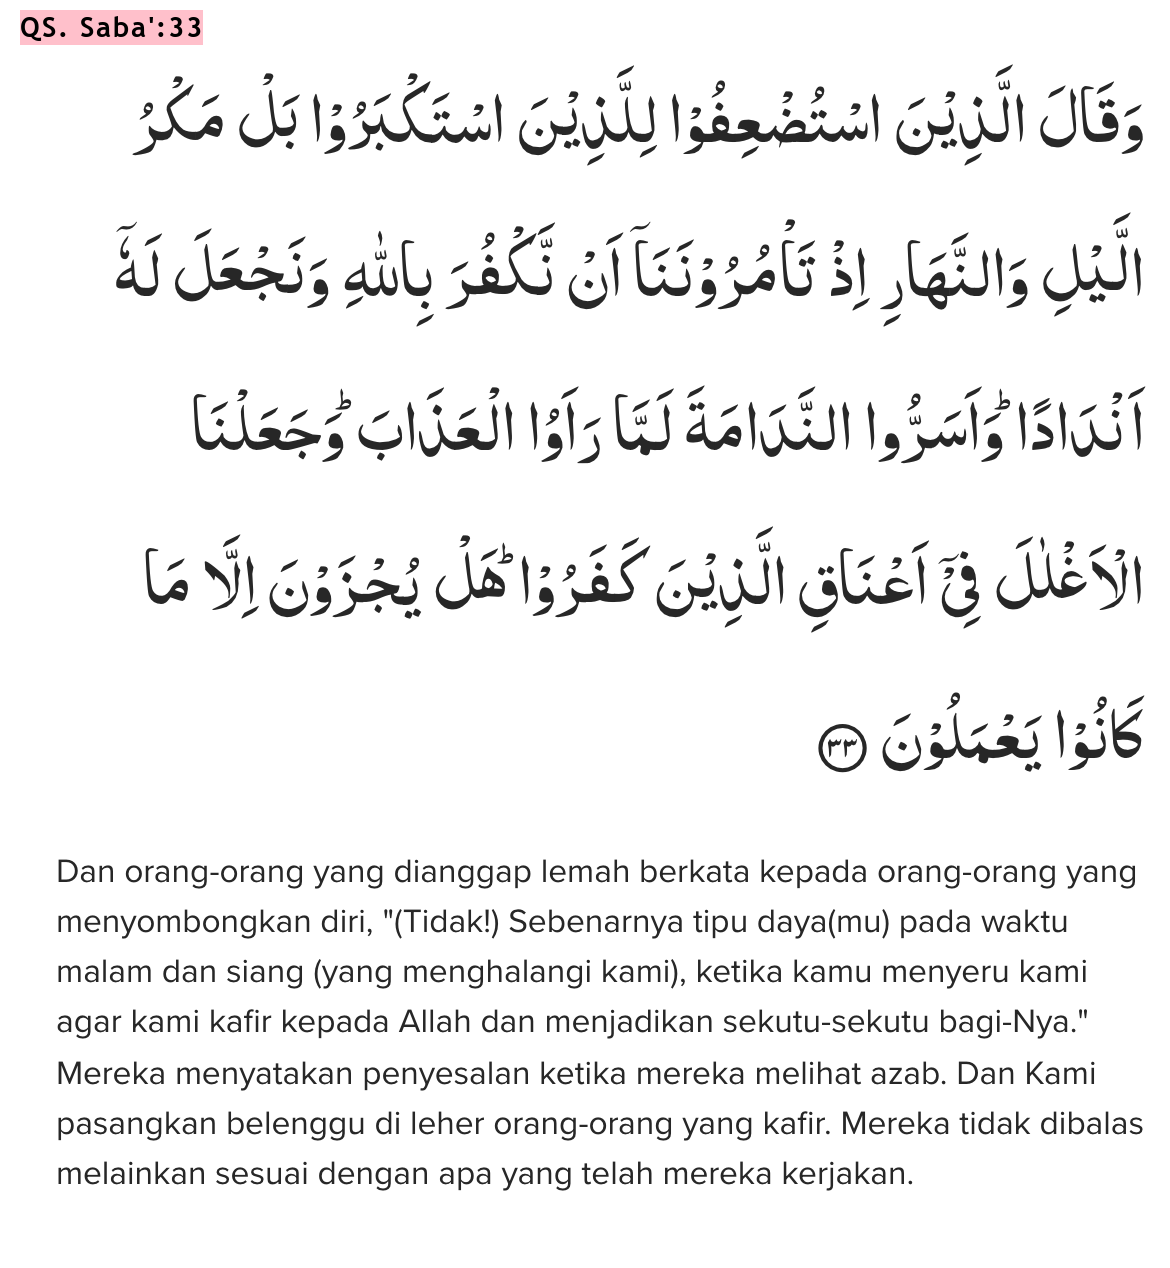 QS. Saba':33
وَقَالَ الَّذِيْنَ اسْتُضْعِفُوْا لِلَّذِيْنَ اسْتَكْبَرُوْا بَلْ مَكْرُ
الَّيْلِ وَالنَّهَارِ اِذْ تَأْمُرُوْنَنَآ اَنْ نَّكْفُرَ بِاللّٰهِ وَنَجْعَلَ لَهٗٓ
اَنْدَادًا ۗوَاَسَرُّوا النَّدَامَةَ لَمَّا رَاَوُا الْعَذَابَۗ وَجَعَلْنَا
الْاَغْلٰلَ فِيْٓ اَعْنَاقِ الَّذِيْنَ كَفَرُوْاۗ هَلْ يُجْزَوْنَ اِلَّا مَا
كَانُوْا يَعْمَلُوْنَ ٣٣
Dan orang-orang yang dianggap lemah berkata kepada orang-orang yang
menyombongkan diri, "(Tidak!) Sebenarnya tipu daya(mu) pada waktu
malam dan siang (yang menghalangi kami), ketika kamu menyeru kami
agar kami kafir kepada Allah dan menjadikan sekutu-sekutu bagi-Nya."
Mereka menyatakan penyesalan ketika mereka melihat azab. Dan Kami
pasangkan belenggu di leher orang-orang yang kafir. Mereka tidak dibalas
melainkan sesuai dengan apa yang telah mereka kerjakan.